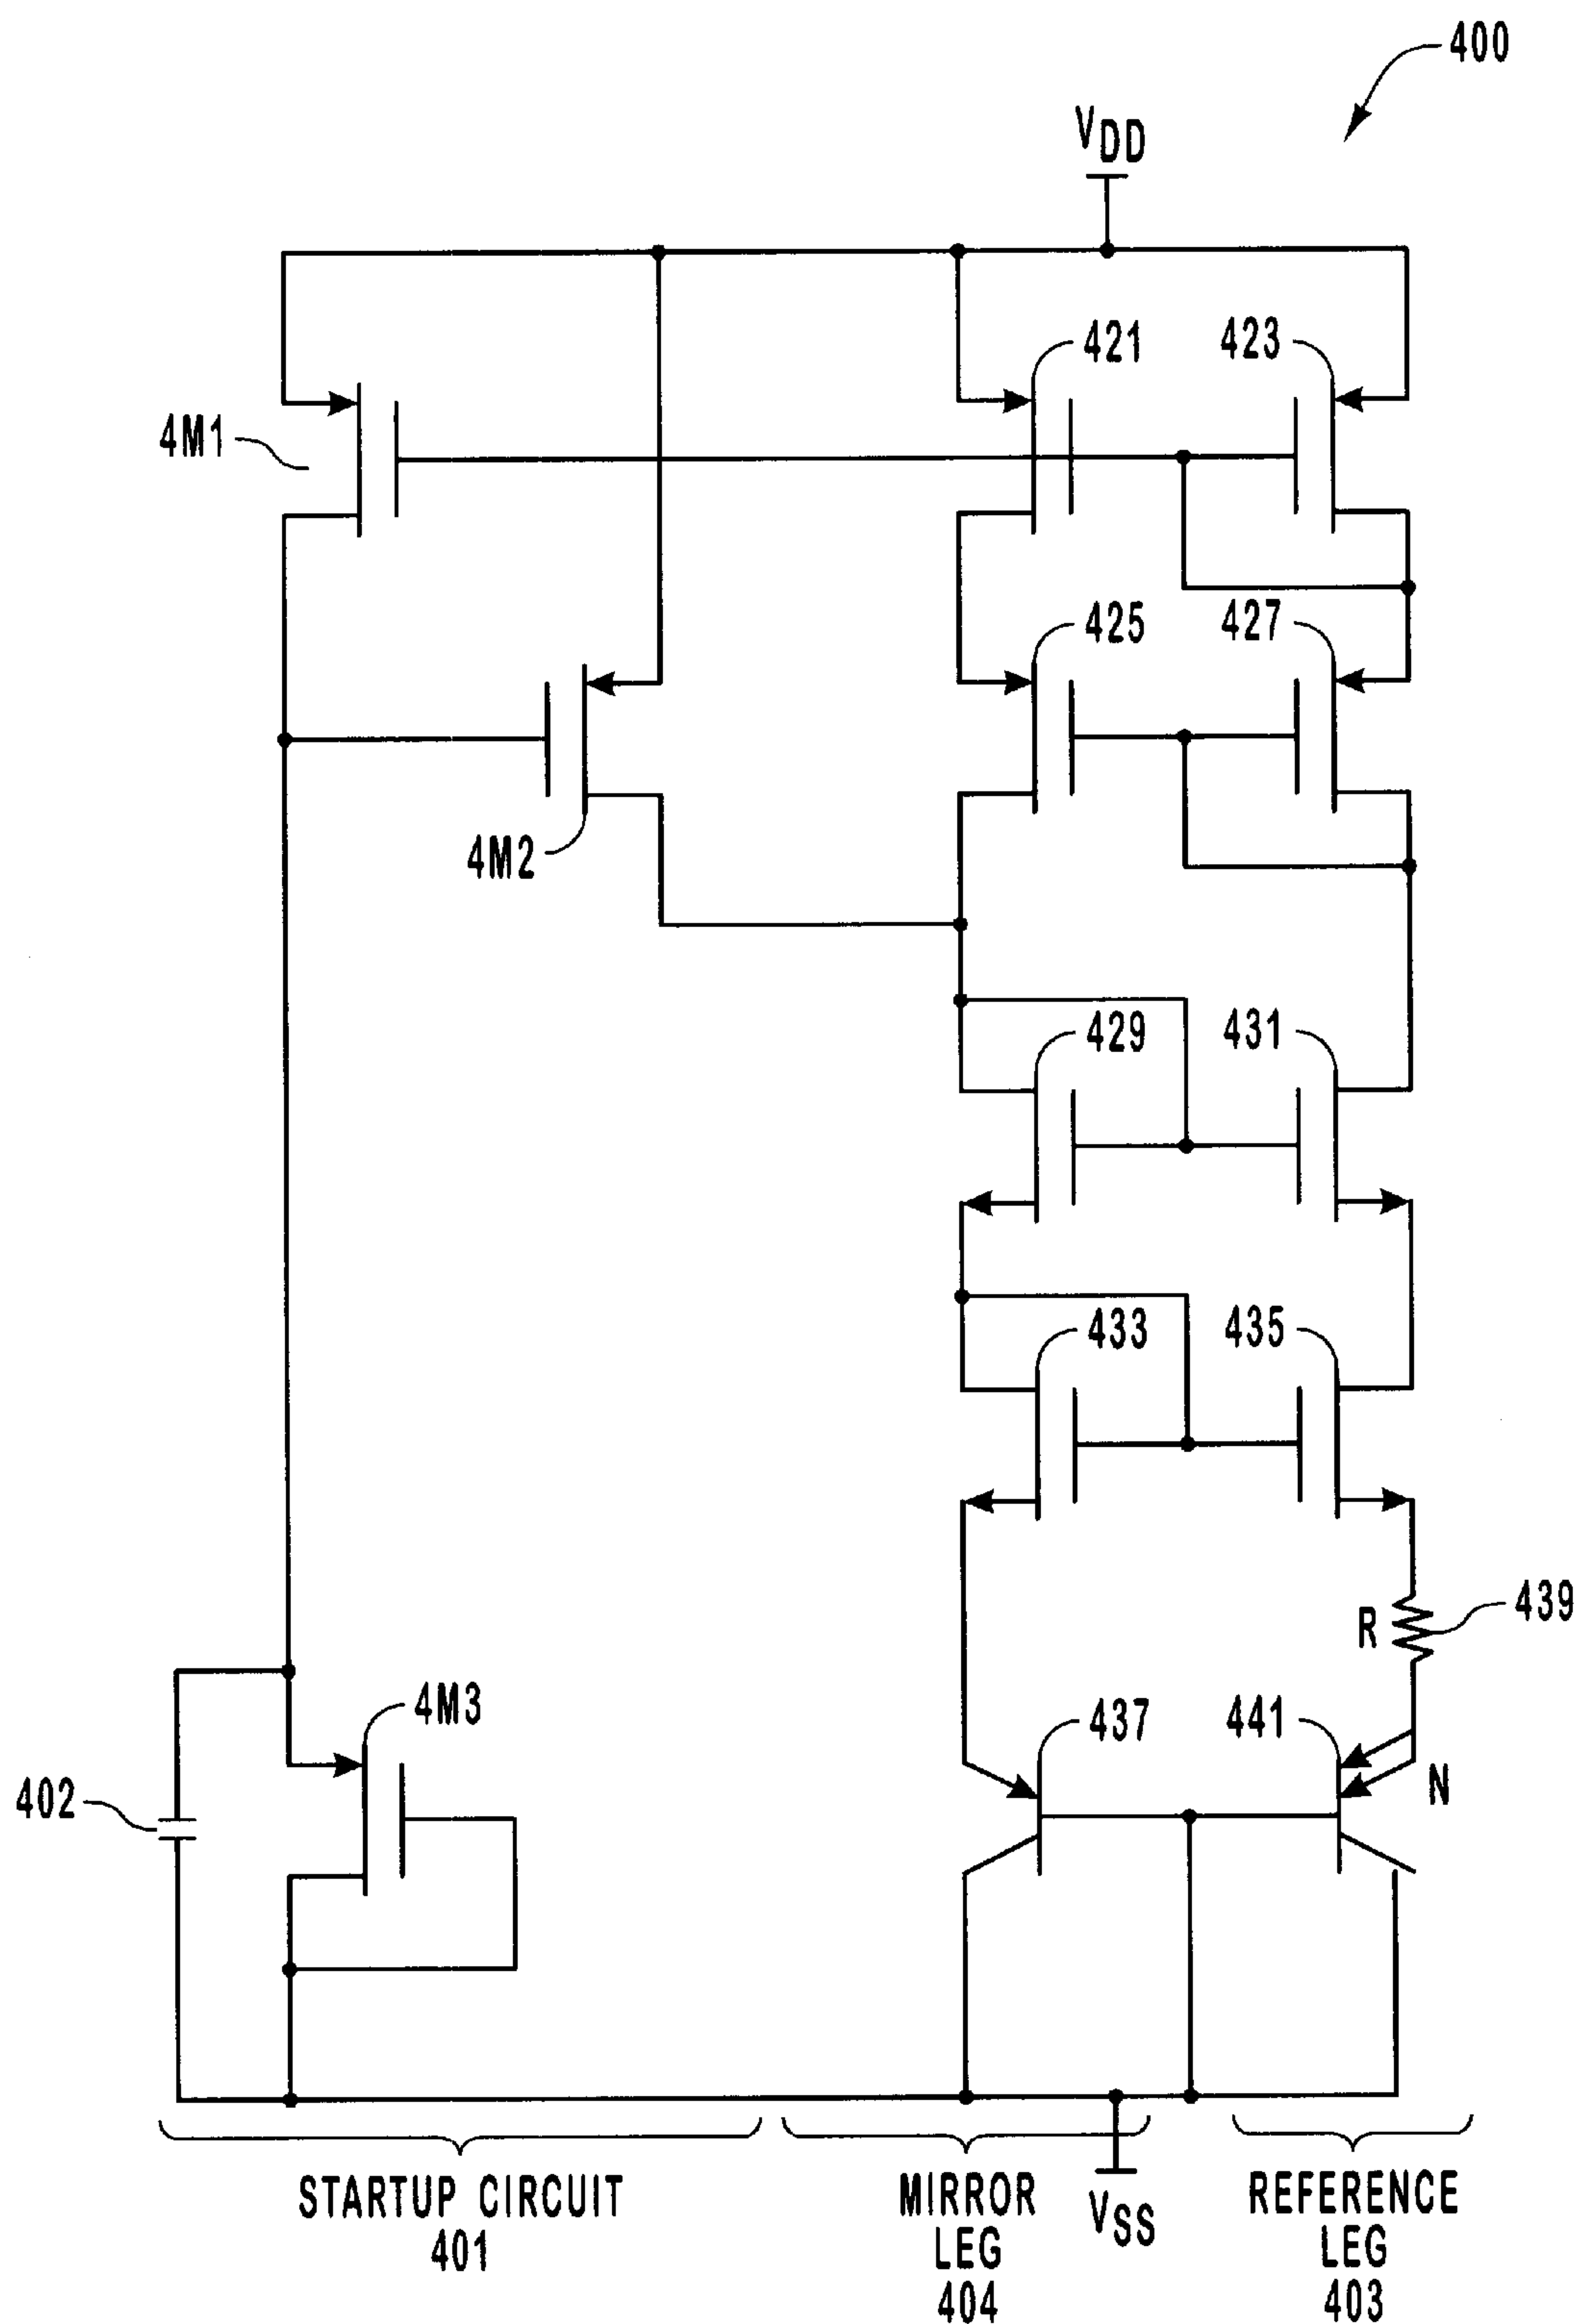 400
VDD
421
423
4M1
425
427
4M2
429
431
433
435
R
439
4M3
437
441
402
N
STARTUP CIRCUIT
401
MIRROR
LEG
404
VSS
REFERENCE
LEG
403